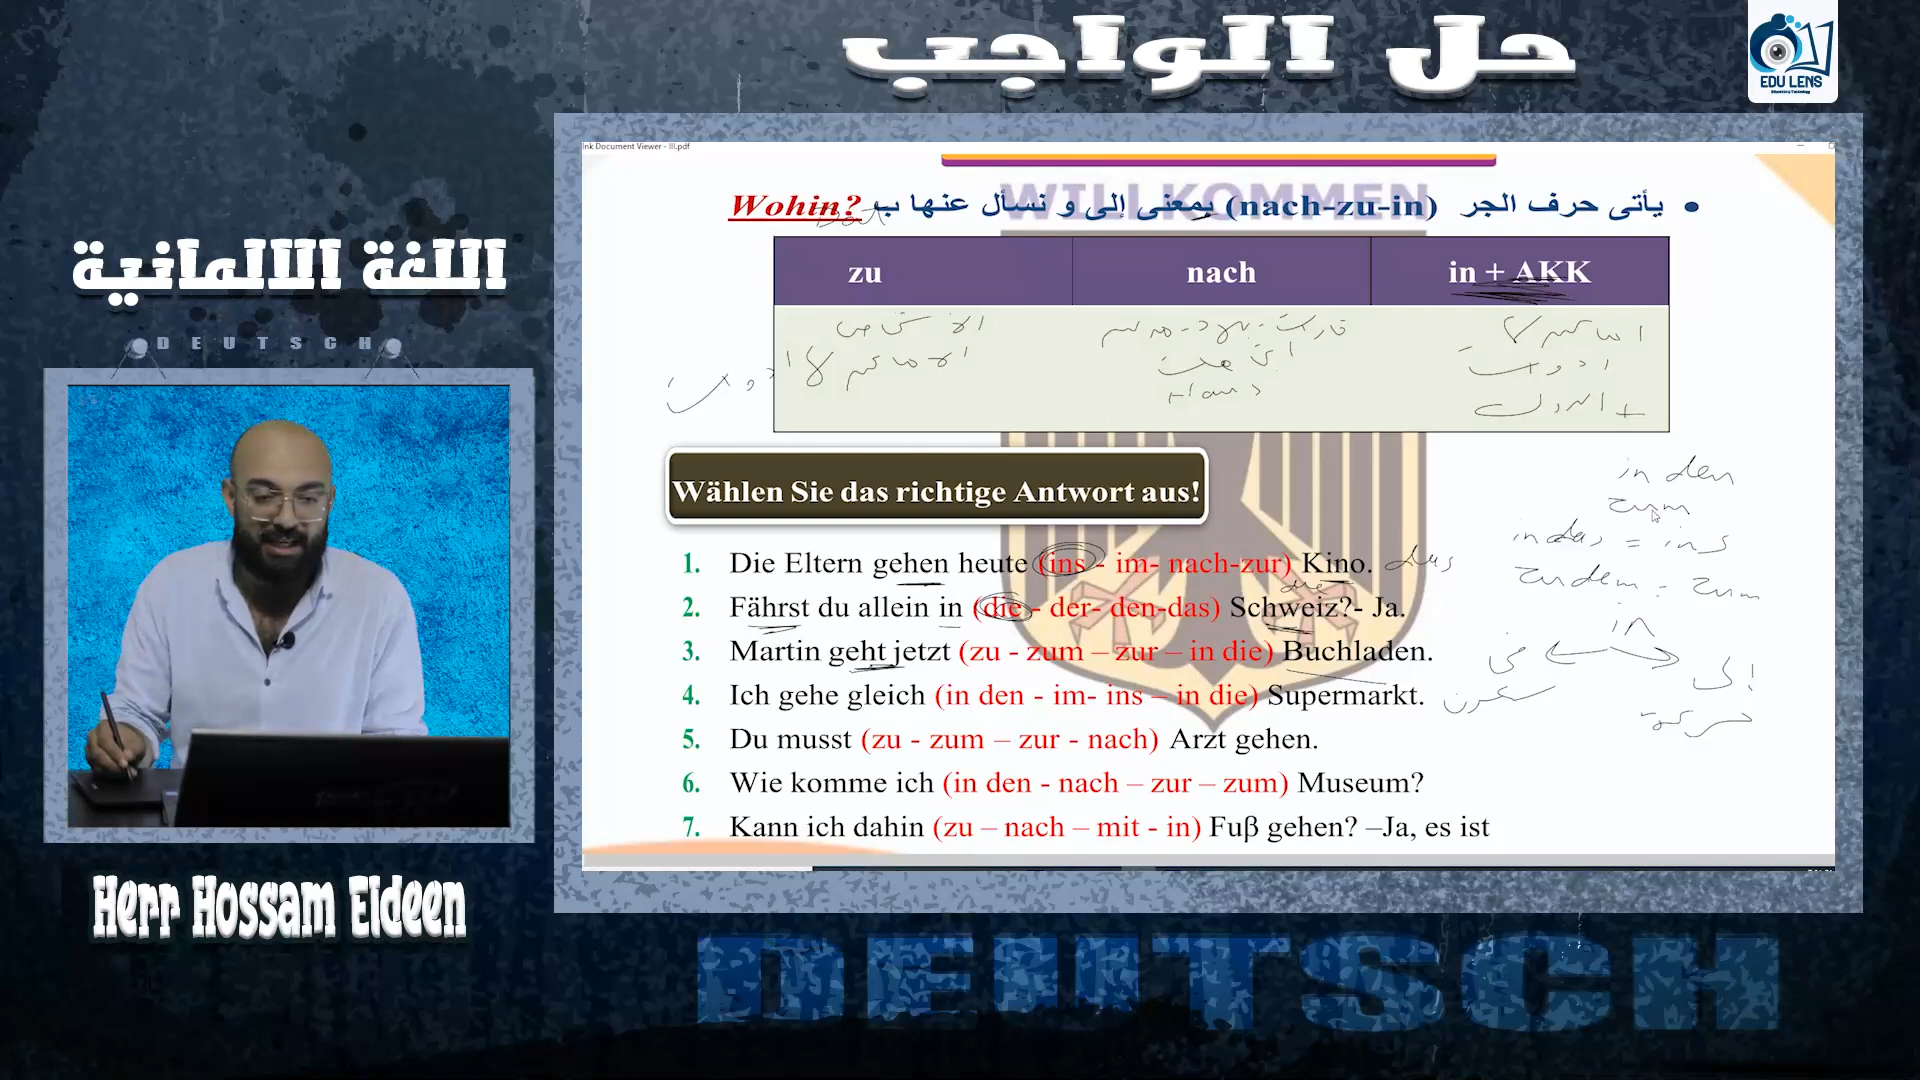 حل الواجب
EDU LENS
اللغة الالمانية
DEUTSCH
Herr Hossam Eldeen
Ink Document Viewer - III.pdf
WILLKOMMEN
• يأتى حرف الجر (nach-zu-in) بمعنى إلى و نسأل عنها ب Wohin?
zu nach in + AKK
الاماكن
in den
zum
in das = ins
zu dem = zum
in
Wählen Sie das richtige Antwort aus!
1. Die Eltern gehen heute (ins - im- nach-zur) Kino. das
die
2. Fährst du allein in (die - der- den-das) Schweiz?- Ja.
3. Martin geht jetzt (zu - zum – zur – in die) Buchladen.
4. Ich gehe gleich (in den - im- ins – in die) Supermarkt.
5. Du musst (zu - zum – zur - nach) Arzt gehen.
6. Wie komme ich (in den - nach – zur – zum) Museum?
7. Kann ich dahin (zu – nach – mit - in) Fuβ gehen? –Ja, es ist
DEUTSCH